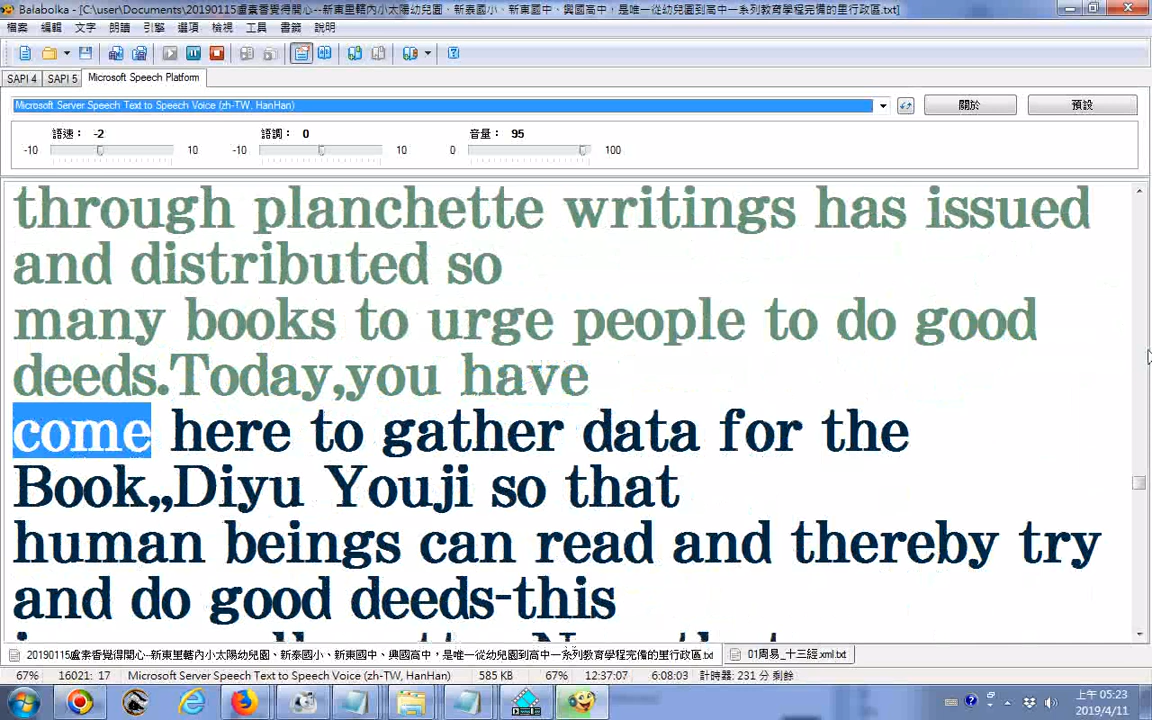 Balabolka - [C:\user\Documents\20190115盧素香覺得開心--新東里轄內小太陽幼兒園、新泰國小、新東國中、興國高中，是唯一從幼兒園到高中一系列教育學程完備的里行政區.txt]
檔案 編輯 文字 朗讀 引擎 選項 檢視 工具 書籤 說明
SAPI 4 SAPI 5 Microsoft Speech Platform
Microsoft Server Speech Text to Speech Voice (zh-TW, HanHan) 關於 預設
語速： -2 語調： 0 音量： 95
-10 10 -10 10 0 100
through planchette writings has issued
and distributed so
many books to urge people to do good
deeds.Today,you have
come here to gather data for the
Book,,Diyu Youji so that
human beings can read and thereby try
and do good deeds-this
20190115盧素香覺得開心--新東里轄內小太陽幼兒園、新泰國小、新東國中、興國高中，是唯一從幼兒園到高中一系列教育學程完備的里行政區.txt 01周易_十三經.xml.txt
67% 16021: 17 Microsoft Server Speech Text to Speech Voice (zh-TW, HanHan) 585 KB 67% 12:37:07 6:08:03 計時器: 231 分 剩餘
上午 05:23
2019/4/11